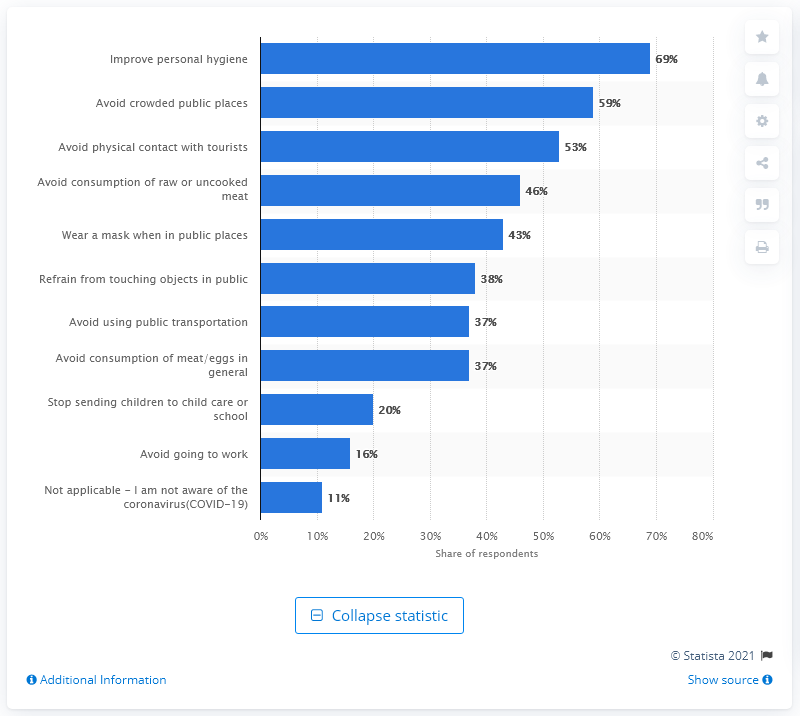 Improve personal hygiene
69%
Avoid crowded public places
59%
Avoid physical contact with tourists
53%
Avoid consumption of raw or uncooked
meat
46%
Wear a mask when in public places
43%
Refrain from touching objects in public
38%
Avoid using public transportation
37%
Avoid consumption of meat/eggs in
general
37%
Stop sending children to child care or
school
20%
Avoid going to work
16%
Not applicable – I am not aware of the
coronavirus(COVID–19)
11%
0% 10% 20% 30% 40% 50% 60% 70% 80%
Share of respondents
Collapse statistic
© Statista 2021
Additional Information
Show source